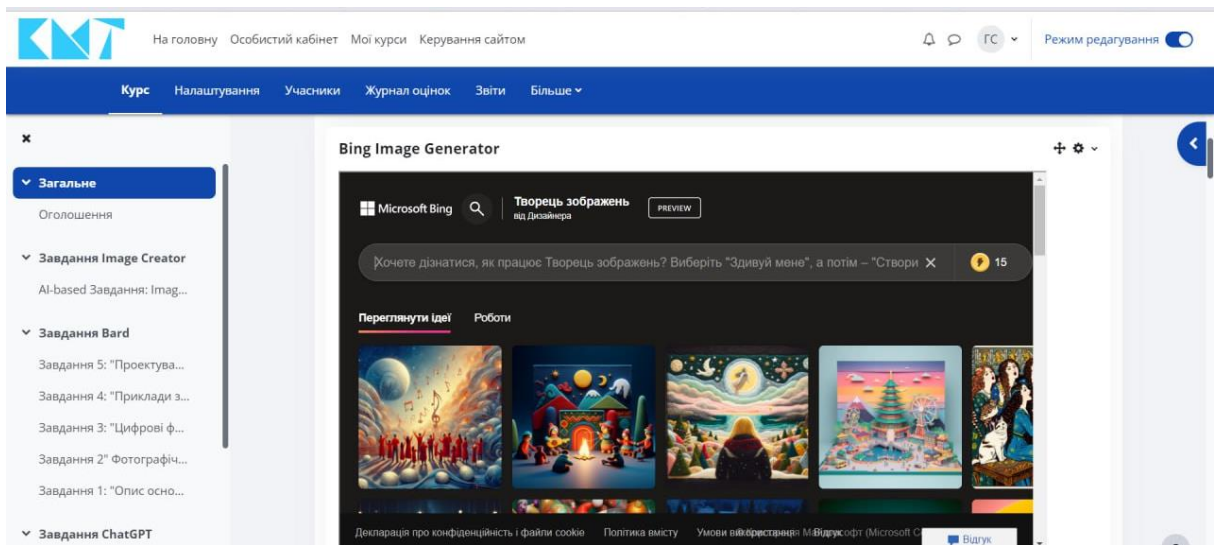 KMT
На головну Особистий кабінет Мої курси Керування сайтом
ГС
Режим редагування
Курс Налаштування Учасники Журнал оцінок Звіти Більше
Загальне
Оголошення
Завдання Image Creator
AI-based Завдання: Imag...
Завдання Bard
Завдання 5: "Проектува...
Завдання 4: "Приклади з...
Завдання 3: "Цифрові ф...
Завдання 2" Фотографіч...
Завдання 1: "Опис осно...
Завдання ChatGPT
Bing Image Generator
Microsoft Bing
Творець зображень
від Дизайнера
PREVIEW
Хочете дізнатися, як працює Творець зображень? Виберіть "Здивуй мене", а потім – "Створи
15
Переглянути ідеї Роботи
Декларація про конфіденційність і файли cookie Політика вмісту Умови використання Відгук
Відгук